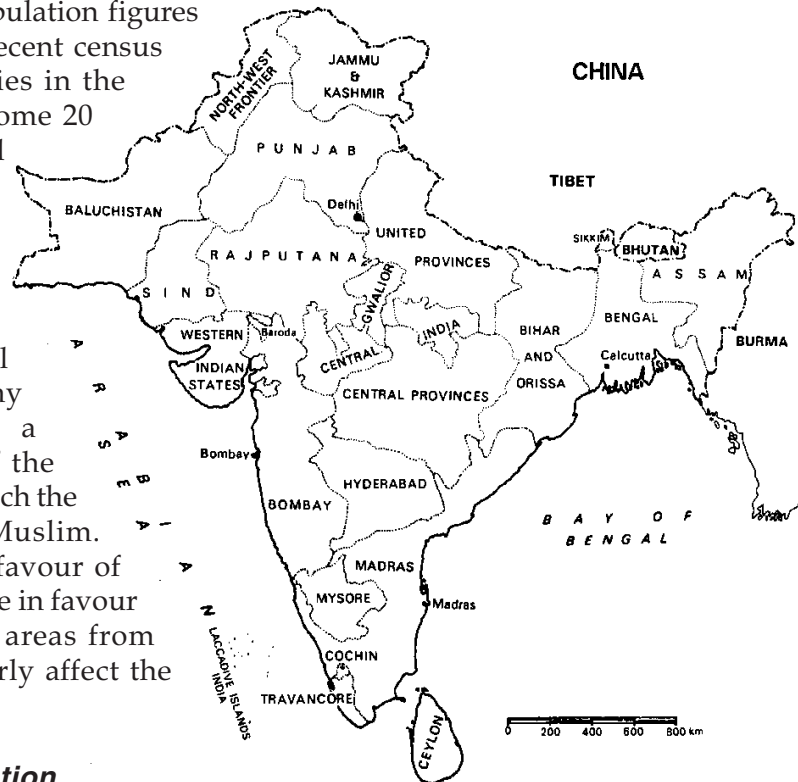 pulation figures
ecent census
ies in the
ome 20
l
l
ny
a
f the
ch the
Muslim.
favour of
e in favour
areas from
rly affect the
tion
NORTH-WEST
FRONTIER
JAMMU
&
KASHMIR
CHINA
PUNJAB
TIBET
BALUCHISTAN
Delhi
UNITED
PROVINCES
SIKKIM
BHUTAN
ASSAM
RAJPUTANA
GWALIOR
SIND
WESTERN
INDIAN
STATES
Baroda
CENTRAL
INDIA
BIHAR
AND
ORISSA
BENGAL
Calcutta
BURMA
CENTRAL PROVINCES
ARABIAN
SEA
Bombay
BOMBAY
HYDERABAD
BAY OF
BENGAL
MADRAS
MYSORE
Madras
COCHIN
LACCADIVE ISLANDS
INDIA
TRAVANCORE
CEYLON
0 200 400 600 800 km